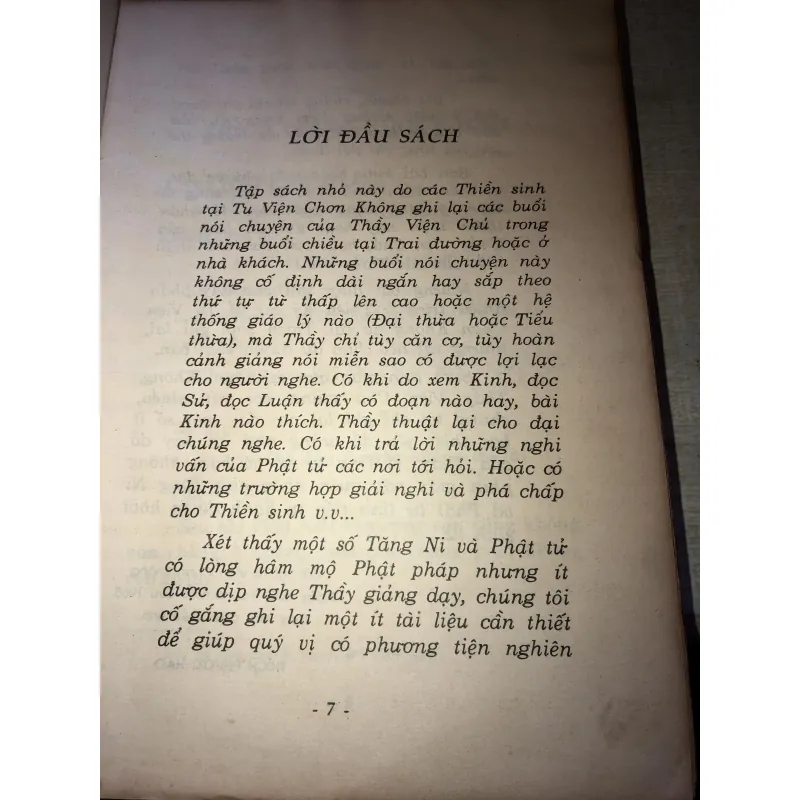 LỜI ĐẦU SÁCH
Tập sách nhỏ này do các Thiền sinh
tại Tu Viện Chơn Không ghi lại các buổi
nói chuyện của Thầy Viện Chủ trong
những buổi chiều tại Trai đường hoặc ở
nhà khách. Những buổi nói chuyện này
không cố định dài ngắn hay sắp theo
thứ tự từ thấp lên cao hoặc một hệ
thống giáo lý nào (Đại thừa hoặc Tiểu
thừa), mà Thầy chỉ tùy căn cơ, tùy hoàn
cảnh giảng nói miễn sao có được lợi lạc
cho người nghe. Có khi do xem Kinh, đọc
Sử, đọc Luận thấy có đoạn nào hay, bài
Kinh nào thích. Thầy thuật lại cho đại
chúng nghe. Có khi trả lời những nghi
vấn của Phật tử các nơi tới hỏi. Hoặc có
những trường hợp giải nghi và phá chấp
cho Thiền sinh v.v...
Xét thấy một số Tăng Ni và Phật tử
có lòng hâm mộ Phật pháp nhưng ít
được dịp nghe Thầy giảng dạy, chúng tôi
cố gắng ghi lại một ít tài liệu cần thiết
để giúp quý vị có phương tiện nghiên
- 7 -